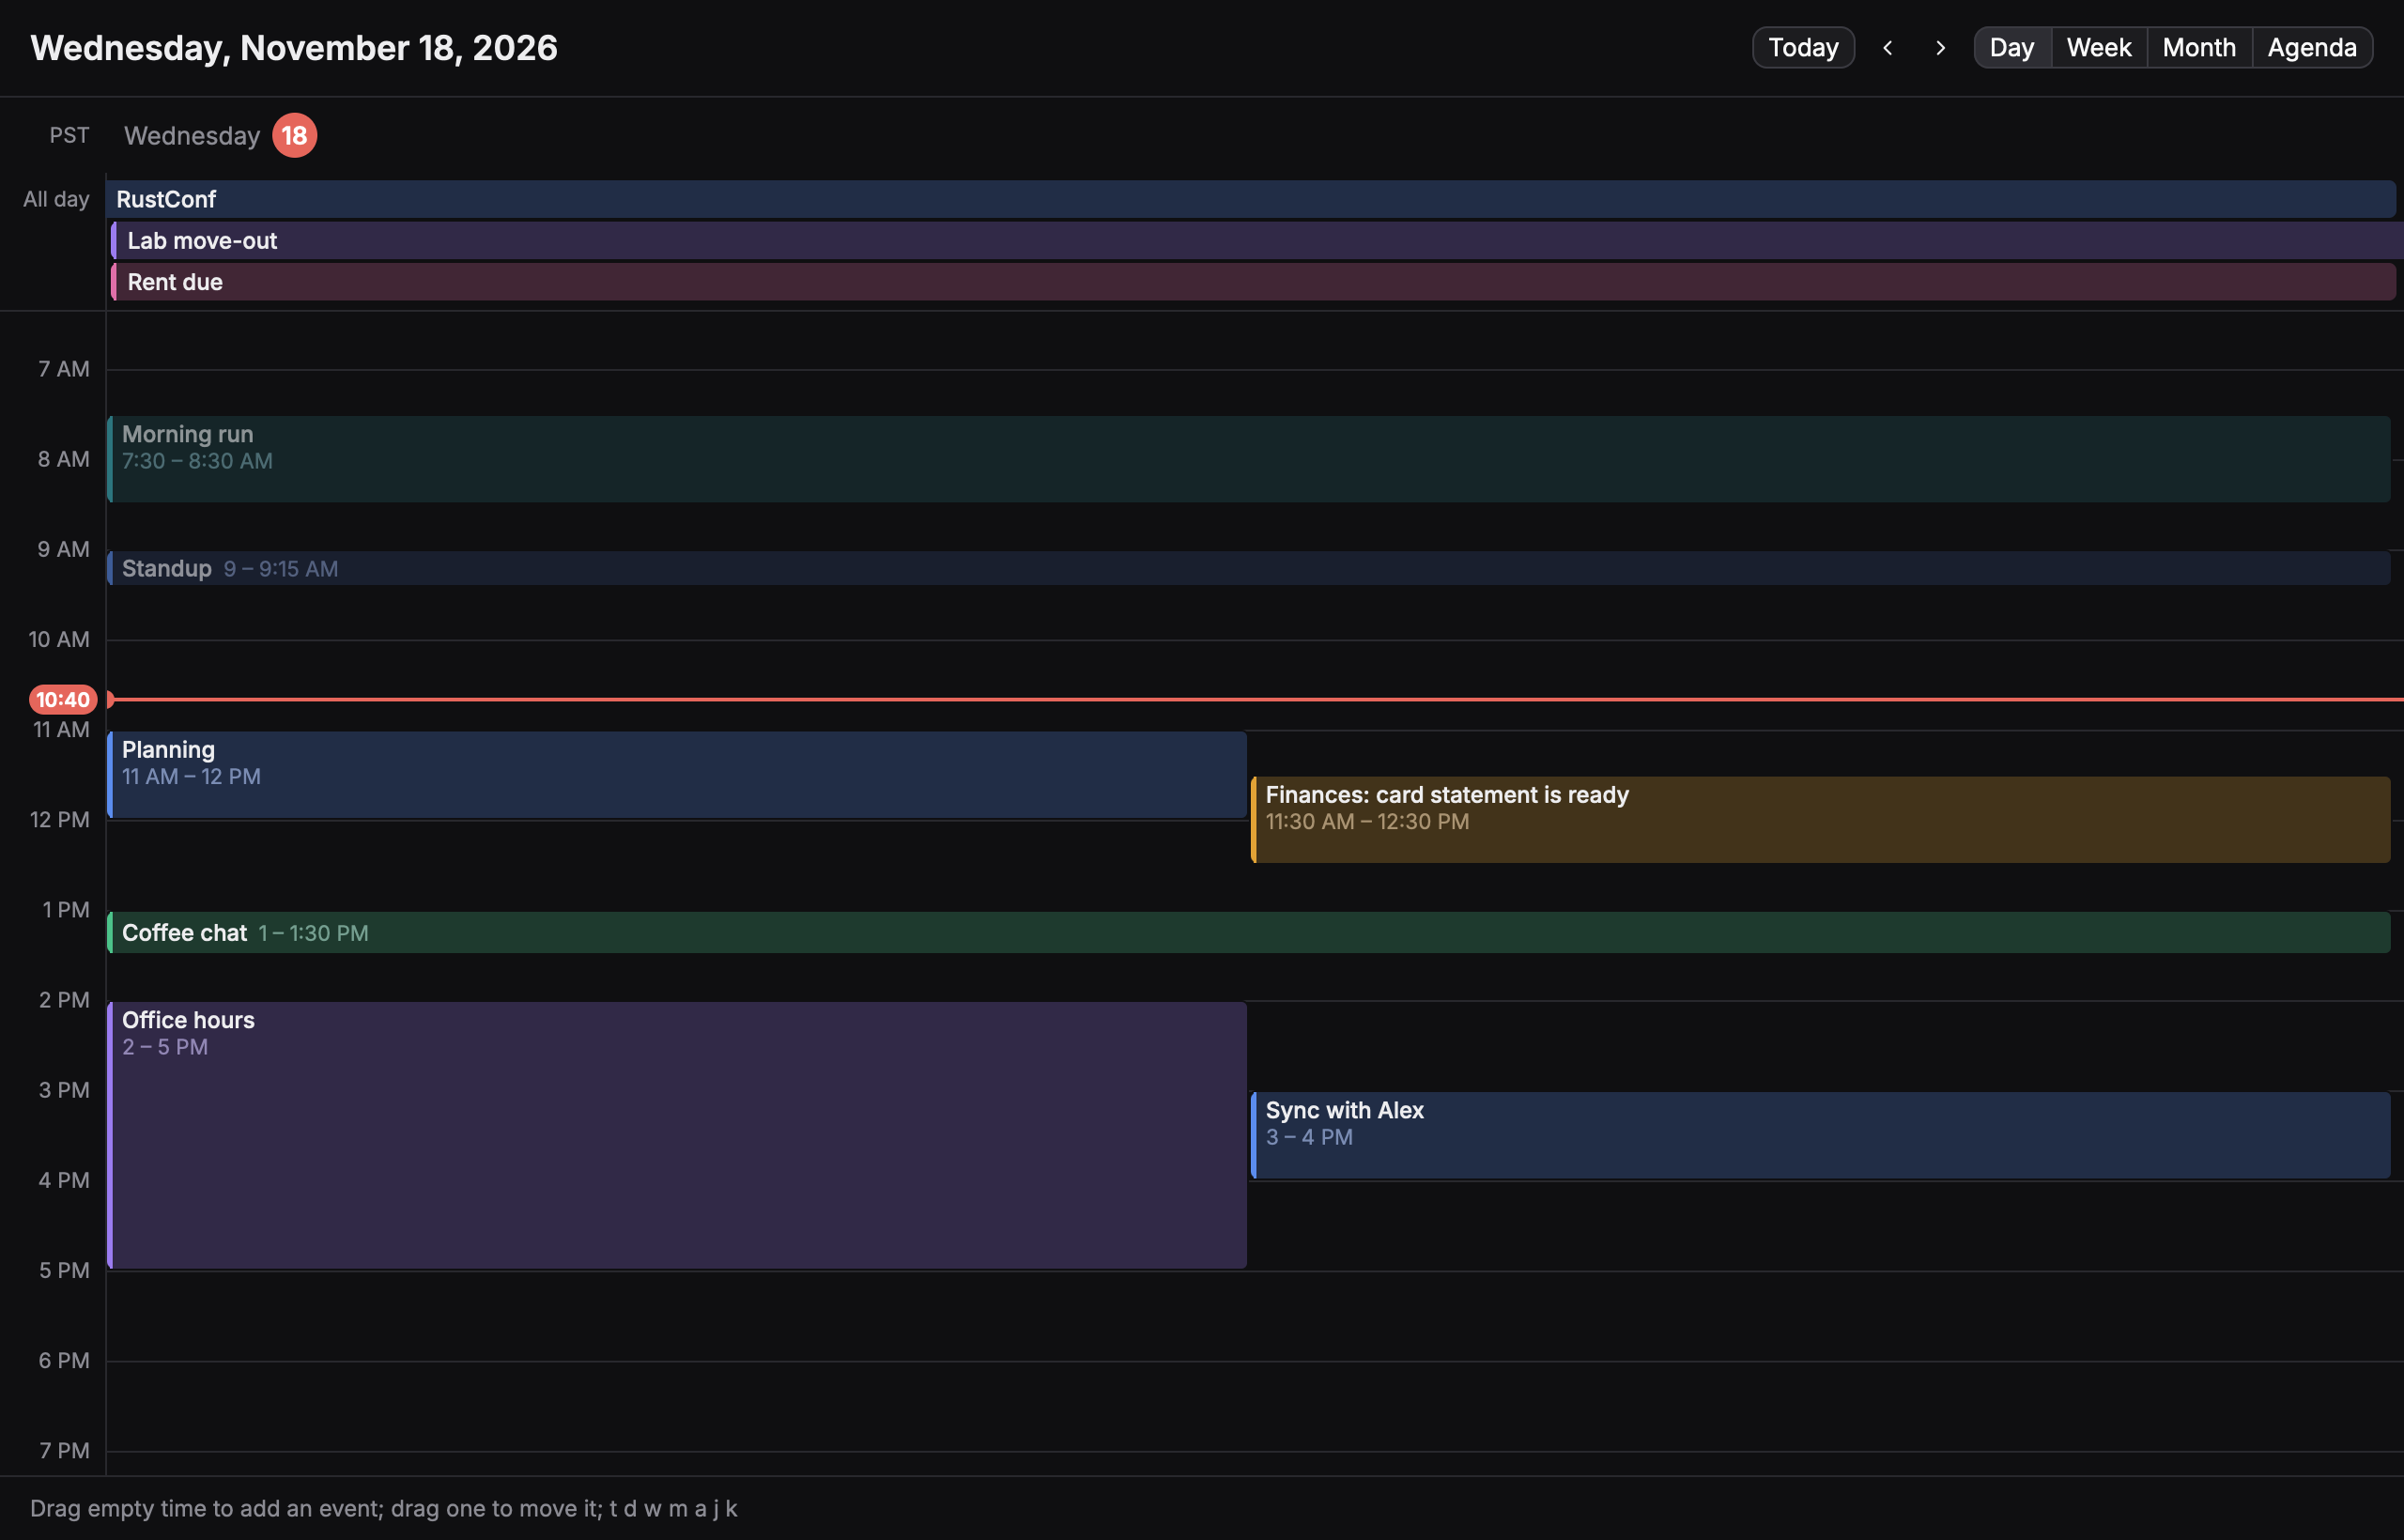 Wednesday, November 18, 2026
Today
Day Week Month Agenda
PST Wednesday 18
All day
RustConf
Lab move-out
Rent due
7 AM
Morning run
7:30 – 8:30 AM
8 AM
9 AM
Standup 9 – 9:15 AM
10 AM
10:40
11 AM
Planning
11 AM – 12 PM
Finances: card statement is ready
11:30 AM – 12:30 PM
12 PM
1 PM
Coffee chat 1 – 1:30 PM
2 PM
Office hours
2 – 5 PM
3 PM
Sync with Alex
3 – 4 PM
4 PM
5 PM
6 PM
7 PM
Drag empty time to add an event; drag one to move it; t d w m a j k